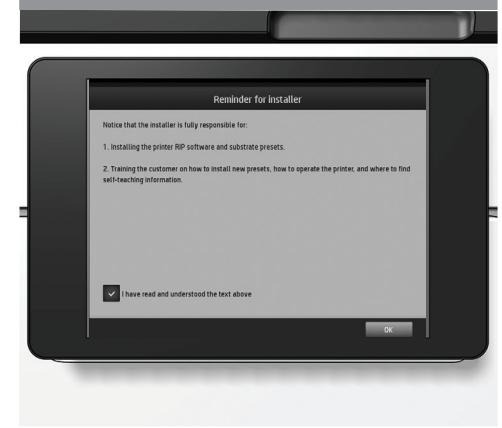 Reminder for installer
Notice that the installer is fully responsible for:
1. Installing the printer RIP software and substrate presets.
2. Training the customer on how to install new presets, how to operate the printer, and where to find
self-teaching information.
I have read and understood the text above
OK